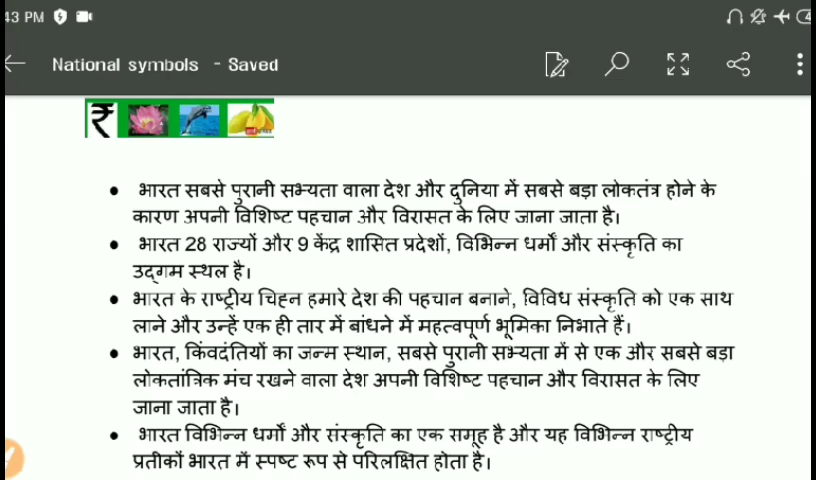 43 PM
National symbols - Saved
₹
• भारत सबसे पुरानी सभ्यता वाला देश और दुनिया में सबसे बड़ा लोकतंत्र होने के
कारण अपनी विशिष्ट पहचान और विरासत के लिए जाना जाता है।
• भारत 28 राज्यों और 9 केंद्र शासित प्रदेशों, विभिन्न धर्मों और संस्कृति का
उद्गम स्थल है।
• भारत के राष्ट्रीय चिह्न हमारे देश की पहचान बनाने, विविध संस्कृति को एक साथ
लाने और उन्हें एक ही तार में बांधने में महत्वपूर्ण भूमिका निभाते हैं।
• भारत, किंवदंतियों का जन्म स्थान, सबसे पुरानी सभ्यता में से एक और सबसे बड़ा
लोकतांत्रिक मंच रखने वाला देश अपनी विशिष्ट पहचान और विरासत के लिए
जाना जाता है।
• भारत विभिन्न धर्मों और संस्कृति का एक समूह है और यह विभिन्न राष्ट्रीय
प्रतीकों भारत में स्पष्ट रूप से परिलक्षित होता है।